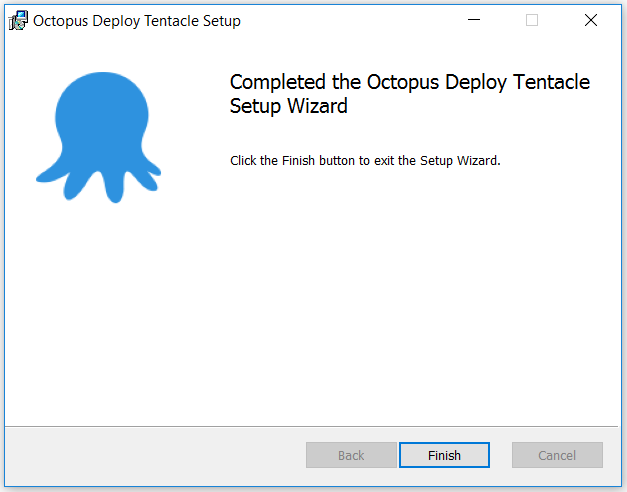 Octopus Deploy Tentacle Setup
Completed the Octopus Deploy Tentacle
Setup Wizard
Click the Finish button to exit the Setup Wizard.
Back
Finish
Cancel